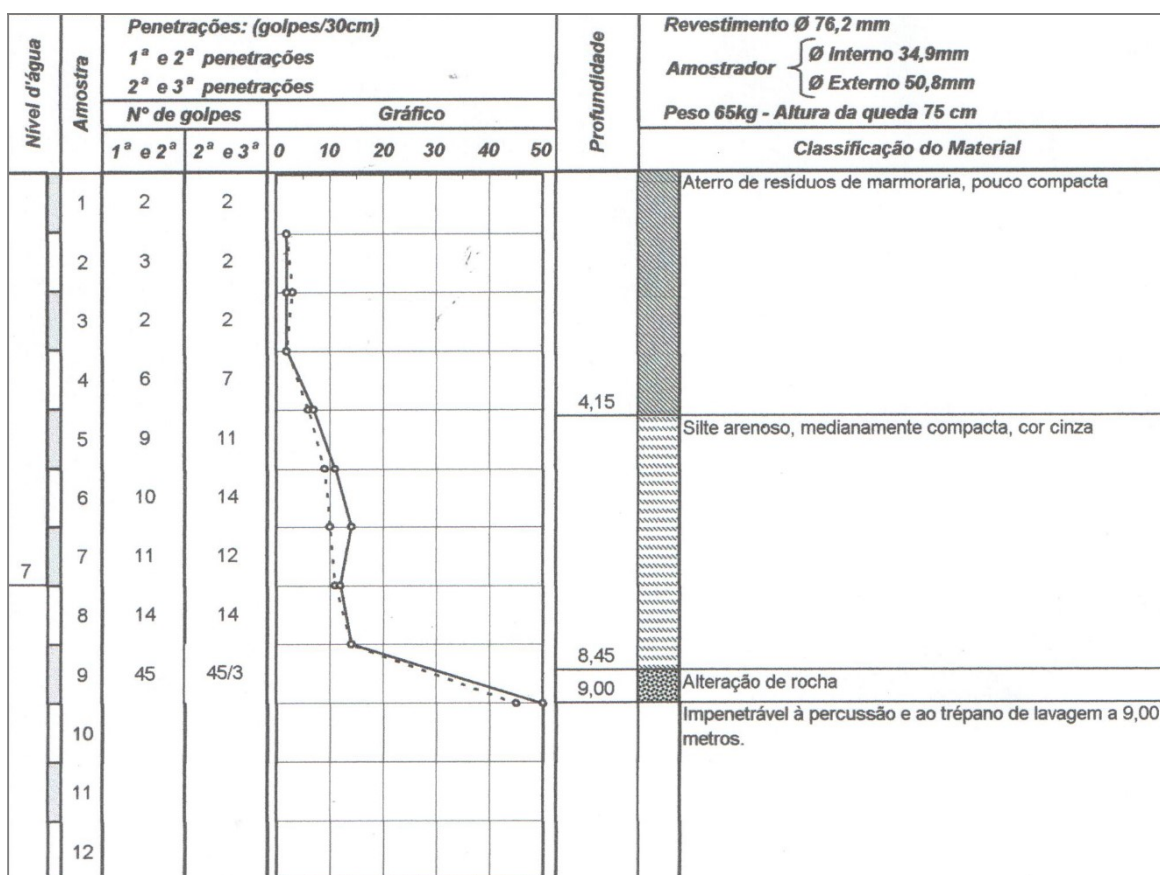 Nível d'água
Amostra
Penetrações: (golpes/30cm)
1ª e 2ª penetrações
2ª e 3ª penetrações
Nº de golpes
Gráfico
1ª e 2ª 2ª e 3ª 0 10 20 30 40 50
Profundidade
Revestimento Ø 76,2 mm
Amostrador
Ø Interno 34,9mm
Ø Externo 50,8mm
Peso 65kg - Altura da queda 75 cm
Classificação do Material
Aterro de resíduos de marmoraria, pouco compacta
1 2 2
2 3 2
3 2 2
4 6 7
4,15
Silte arenoso, medianamente compacta, cor cinza
5 9 11
6 10 14
7 11 12
7
8 14 14
8,45
9 45 45/3
9,00
Alteração de rocha
Impenetrável à percussão e ao trépano de lavagem a 9,00
metros.
10
11
12